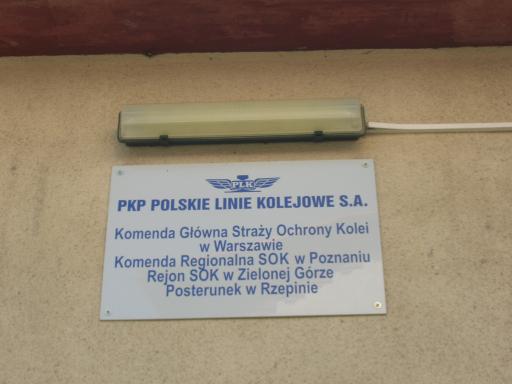 PLK
PKP POLSKIE LINIE KOLEJOWE S.A.
Komenda Główna Straży Ochrony Kolei
w Warszawie
Komenda Regionalna SOK w Poznaniu
Rejon SOK w Zielonej Górze
Posterunek w Rzepinie